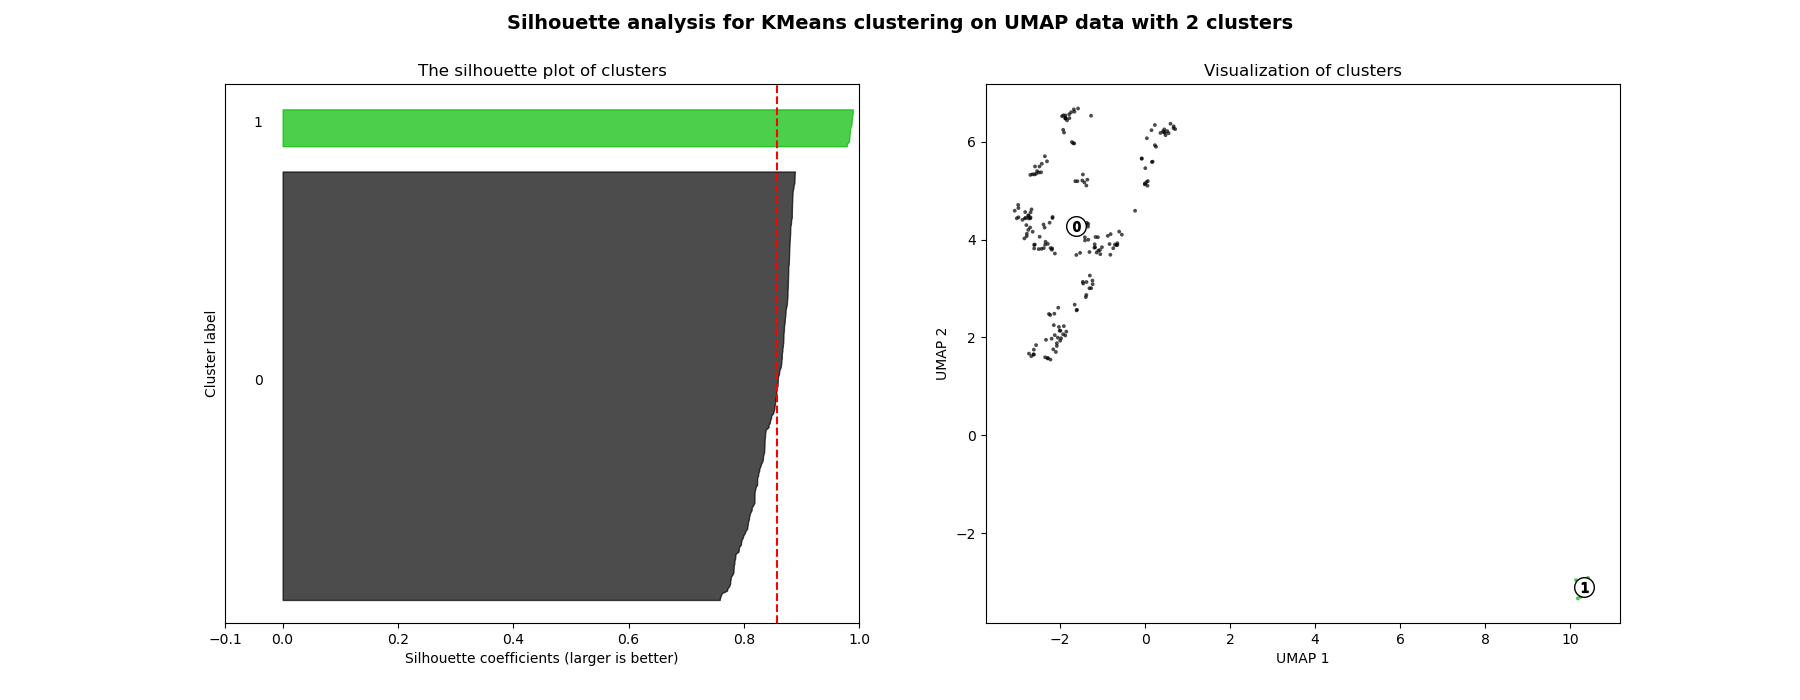 Silhouette analysis for KMeans clustering on UMAP data with 2 clusters
The silhouette plot of clusters
1
0
Cluster label
−0.1 0.0 0.2 0.4 0.6 0.8 1.0
Silhouette coefficients (larger is better)
Visualization of clusters
6
4
2
0
−2
UMAP 2
0
1
−2 0 2 4 6 8 10
UMAP 1